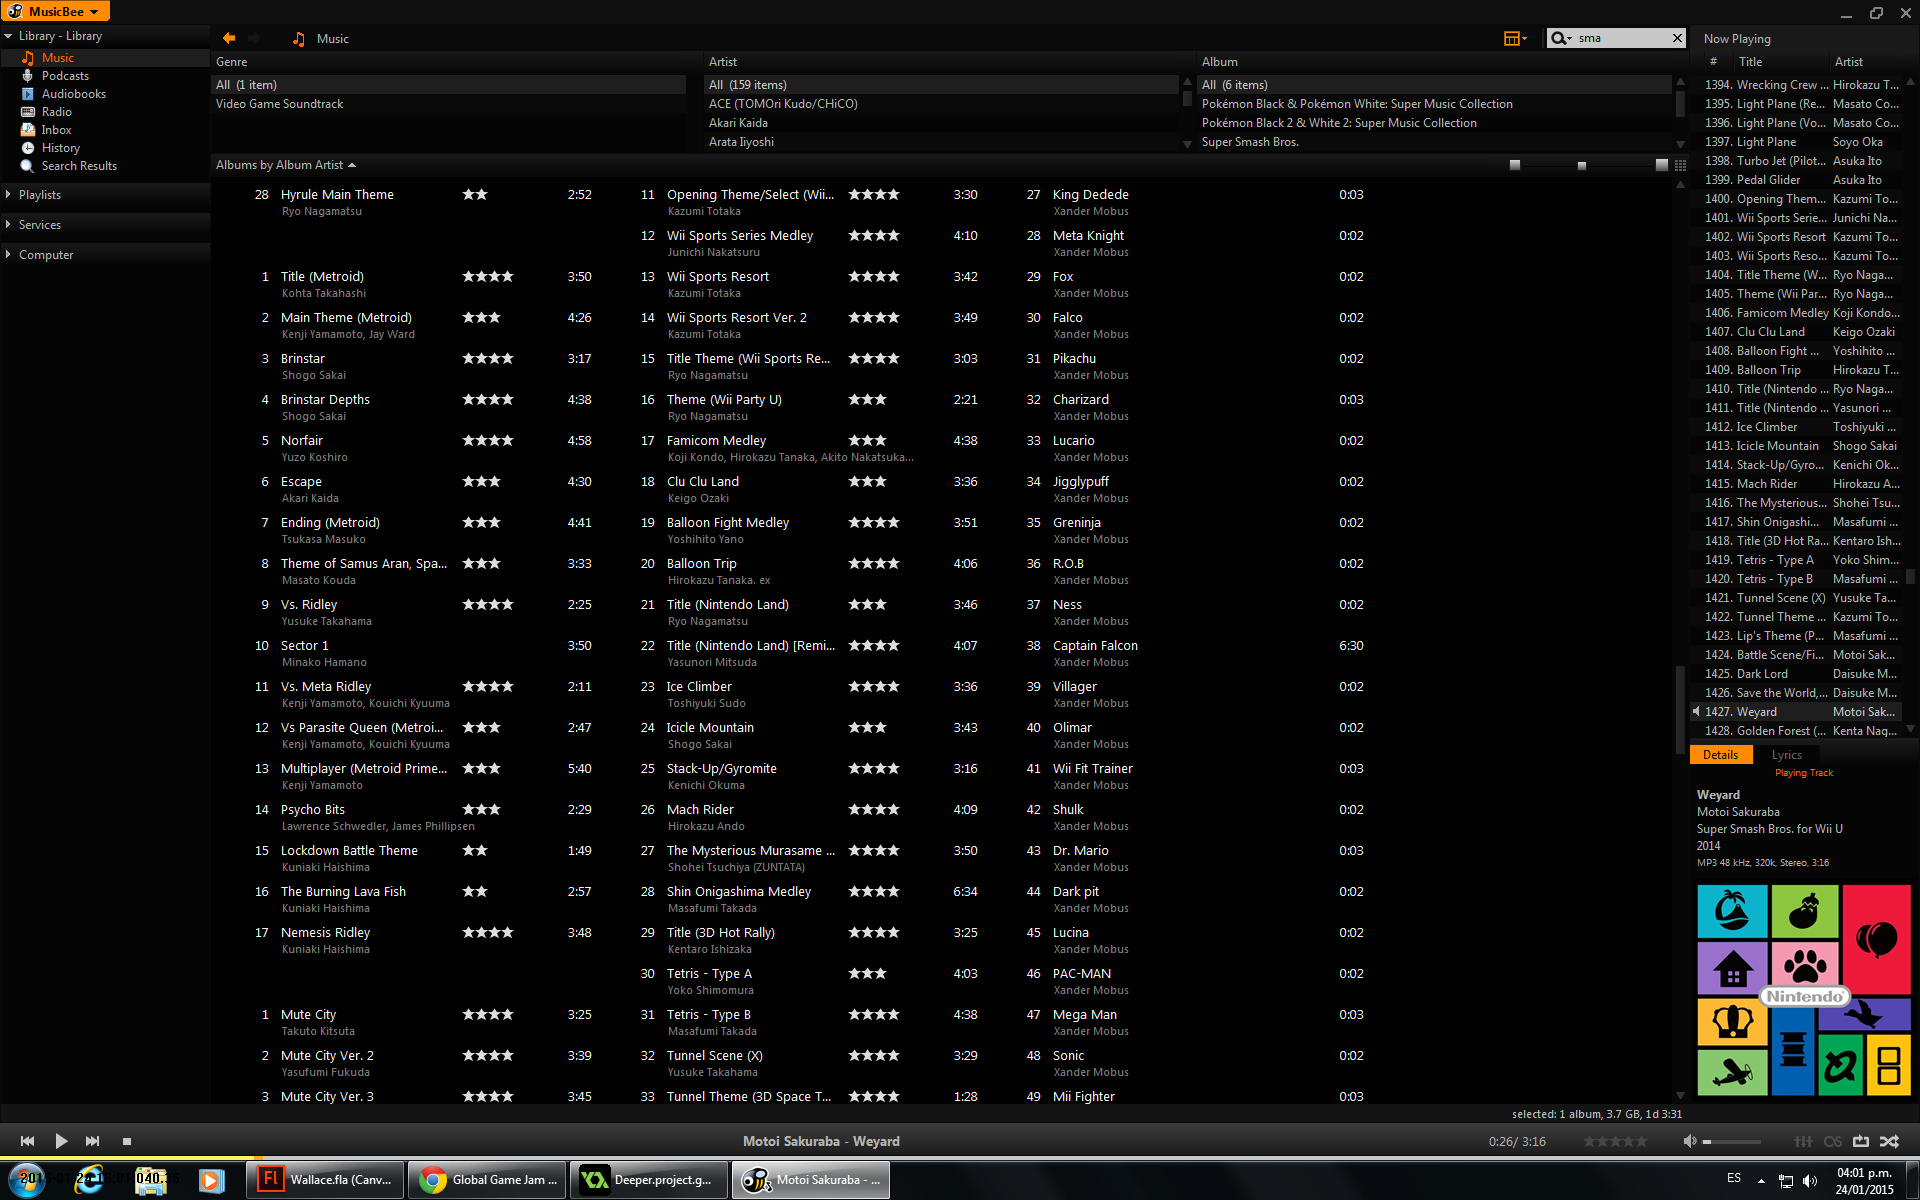 MusicBee
Library - Library
Music
Podcasts
Audiobooks
Radio
Inbox
History
Search Results
Playlists
Services
Computer
Music
sma
Genre
All (1 item)
Video Game Soundtrack
Artist
All (159 items)
ACE (TOMOri Kudo/CHiCO)
Akari Kaida
Arata Iiyoshi
Album
All (6 items)
Pokémon Black & Pokémon White: Super Music Collection
Pokémon Black 2 & White 2: Super Music Collection
Super Smash Bros.
Albums by Album Artist
28 Hyrule Main Theme ★★ 2:52
Ryo Nagamatsu
1 Title (Metroid) ★★★★ 3:50
Kohta Takahashi
2 Main Theme (Metroid) ★★★ 4:26
Kenji Yamamoto, Jay Ward
3 Brinstar ★★★★ 3:17
Shogo Sakai
4 Brinstar Depths ★★★★ 4:38
Shogo Sakai
5 Norfair ★★★★ 4:58
Yuzo Koshiro
6 Escape ★★★ 4:30
Akari Kaida
7 Ending (Metroid) ★★★ 4:41
Tsukasa Masuko
8 Theme of Samus Aran, Spa... ★★★ 3:33
Masato Kouda
9 Vs. Ridley ★★★★ 2:25
Yusuke Takahama
10 Sector 1 3:50
Minako Hamano
11 Vs. Meta Ridley ★★★★ 2:11
Kenji Yamamoto, Kouichi Kyuuma
12 Vs Parasite Queen (Metroi... ★★★ 2:47
Kenji Yamamoto, Kouichi Kyuuma
13 Multiplayer (Metroid Prime... ★★★ 5:40
Kenji Yamamoto
14 Psycho Bits ★★★ 2:29
Lawrence Schwedler, James Phillipsen
15 Lockdown Battle Theme ★★ 1:49
Kuniaki Haishima
16 The Burning Lava Fish ★★ 2:57
Kuniaki Haishima
17 Nemesis Ridley ★★★★ 3:48
Kuniaki Haishima
1 Mute City ★★★★ 3:25
Takuto Kitsuta
2 Mute City Ver. 2 ★★★★ 3:39
Yasufumi Fukuda
3 Mute City Ver. 3 ★★★★ 3:45
11 Opening Theme/Select (Wii... ★★★★ 3:30
Kazumi Totaka
12 Wii Sports Series Medley ★★★★ 4:10
Junichi Nakatsuru
13 Wii Sports Resort ★★★★ 3:42
Kazumi Totaka
14 Wii Sports Resort Ver. 2 ★★★★ 3:49
Kazumi Totaka
15 Title Theme (Wii Sports Re... ★★★★ 3:03
Ryo Nagamatsu
16 Theme (Wii Party U) ★★★ 2:21
Ryo Nagamatsu
17 Famicom Medley ★★★ 4:38
Koji Kondo, Hirokazu Tanaka, Akito Nakatsuka...
18 Clu Clu Land ★★★ 3:36
Keigo Ozaki
19 Balloon Fight Medley ★★★★ 3:51
Yoshihito Yano
20 Balloon Trip ★★★★ 4:06
Hirokazu Tanaka. ex
21 Title (Nintendo Land) ★★★ 3:46
Ryo Nagamatsu
22 Title (Nintendo Land) [Remi... ★★★★ 4:07
Yasunori Mitsuda
23 Ice Climber ★★★★ 3:36
Toshiyuki Sudo
24 Icicle Mountain ★★★ 3:43
Shogo Sakai
25 Stack-Up/Gyromite ★★★★ 3:16
Kenichi Okuma
26 Mach Rider ★★★★ 4:09
Hirokazu Ando
27 The Mysterious Murasame ... ★★★★ 3:50
Shohei Tsuchiya (ZUNTATA)
28 Shin Onigashima Medley ★★★★ 6:34
Masafumi Takada
29 Title (3D Hot Rally) ★★★★ 3:25
Kentaro Ishizaka
30 Tetris - Type A ★★★ 4:03
Yoko Shimomura
31 Tetris - Type B ★★★★ 4:38
Masafumi Takada
32 Tunnel Scene (X) ★★★★ 3:29
Yusuke Takahama
33 Tunnel Theme (3D Space T... ★★★★ 1:28
27 King Dedede 0:03
Xander Mobus
28 Meta Knight 0:02
Xander Mobus
29 Fox 0:02
Xander Mobus
30 Falco 0:02
Xander Mobus
31 Pikachu 0:02
Xander Mobus
32 Charizard 0:03
Xander Mobus
33 Lucario 0:02
Xander Mobus
34 Jigglypuff 0:02
Xander Mobus
35 Greninja 0:02
Xander Mobus
36 R.O.B 0:02
Xander Mobus
37 Ness 0:02
Xander Mobus
38 Captain Falcon 6:30
Xander Mobus
39 Villager 0:02
Xander Mobus
40 Olimar 0:02
Xander Mobus
41 Wii Fit Trainer 0:03
Xander Mobus
42 Shulk 0:02
Xander Mobus
43 Dr. Mario 0:03
Xander Mobus
44 Dark pit 0:02
Xander Mobus
45 Lucina 0:02
Xander Mobus
46 PAC-MAN 0:02
Xander Mobus
47 Mega Man 0:03
Xander Mobus
48 Sonic 0:02
Xander Mobus
49 Mii Fighter 0:03
selected: 1 album, 3.7 GB, 1d 3:31
Now Playing
# Title Artist
1394. Wrecking Crew ... Hirokazu T...
1395. Light Plane (Re... Masato Co...
1396. Light Plane (Vo... Masato Co...
1397. Light Plane Soyo Oka
1398. Turbo Jet (Pilot... Asuka Ito
1399. Pedal Glider Asuka Ito
1400. Opening Them... Kazumi To...
1401. Wii Sports Serie... Junichi Na...
1402. Wii Sports Resort Kazumi To...
1403. Wii Sports Reso... Kazumi To...
1404. Title Theme (W... Ryo Naga...
1405. Theme (Wii Par... Ryo Naga...
1406. Famicom Medley Koji Kondo...
1407. Clu Clu Land Keigo Ozaki
1408. Balloon Fight ... Yoshihito ...
1409. Balloon Trip Hirokazu T...
1410. Title (Nintendo ... Ryo Naga...
1411. Title (Nintendo ... Yasunori ...
1412. Ice Climber Toshiyuki ...
1413. Icicle Mountain Shogo Sakai
1414. Stack-Up/Gyro... Kenichi Ok...
1415. Mach Rider Hirokazu A...
1416. The Mysterious... Shohei Tsu...
1417. Shin Onigashi... Masafumi ...
1418. Title (3D Hot Ra... Kentaro Ish...
1419. Tetris - Type A Yoko Shim...
1420. Tetris - Type B Masafumi ...
1421. Tunnel Scene (X) Yusuke Ta...
1422. Tunnel Theme ... Kazumi To...
1423. Lip's Theme (P... Masafumi ...
1424. Battle Scene/Fi... Motoi Sak...
1425. Dark Lord Daisuke M...
1426. Save the World,... Daisuke M...
1427. Weyard Motoi Sak...
1428. Golden Forest (... Kenta Nag...
Details Lyrics
Playing Track
Weyard
Motoi Sakuraba
Super Smash Bros. for Wii U
2014
MP3 48 kHz, 320k, Stereo, 3:16
Nintendo
Motoi Sakuraba - Weyard
0:26/ 3:16
Wallace.fla (Canv...
Global Game Jam ...
Deeper.project.g...
Motoi Sakuraba - ...
ES
04:01 p.m.
24/01/2015